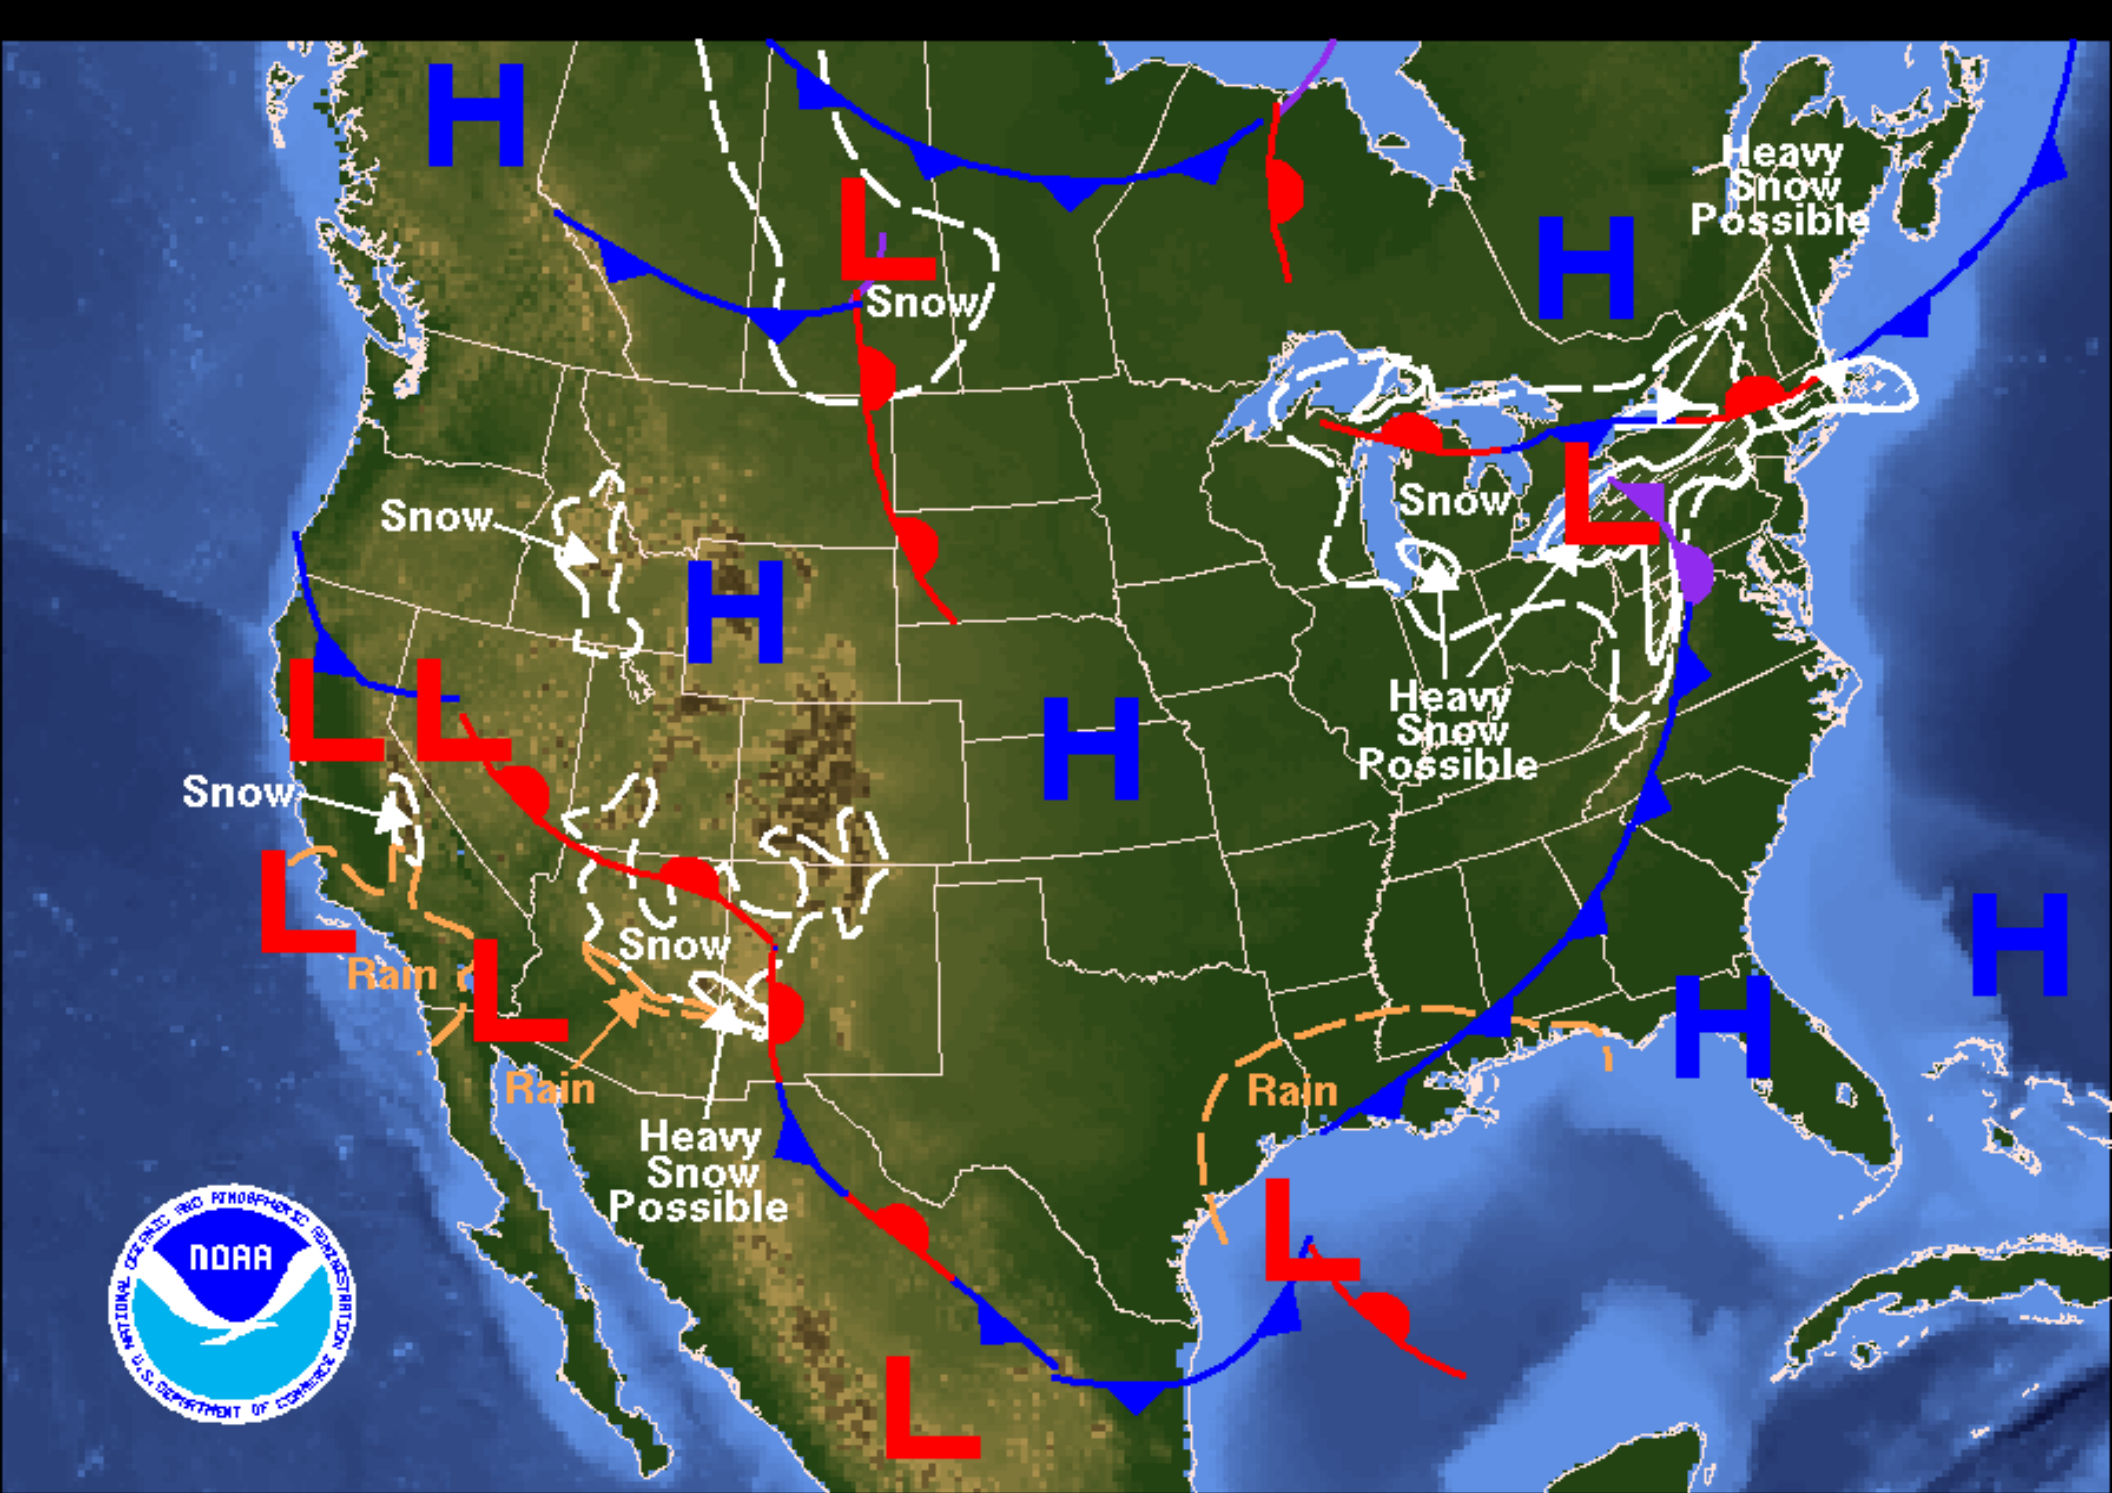 H
Heavy
Snow
Possible
L
H
Snow
Snow
Snow
L
H
H
Heavy
Snow
Possible
L
L
Snow
L
H
Snow
L
Rain
H
Rain
Rain
Heavy
Snow
Possible
L
NATIONAL OCEANIC AND ATMOSPHERIC ADMINISTRATION
NOAA
U.S. DEPARTMENT OF COMMERCE
L